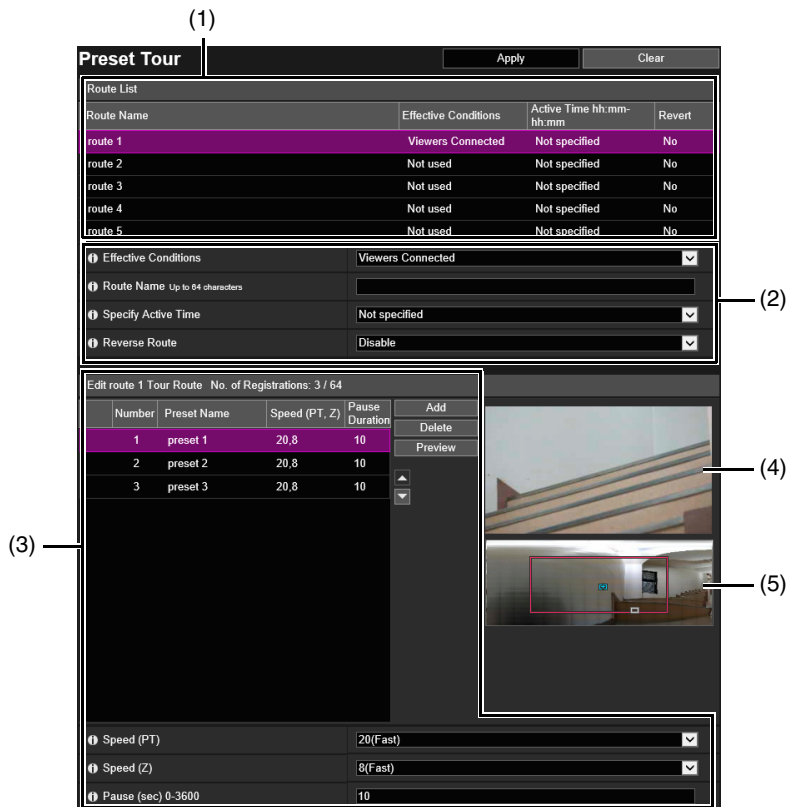 (1)
Preset Tour Apply Clear
Route List
Route Name Effective Conditions Active Time hh:mm-hh:mm Revert
route 1 Viewers Connected Not specified No
route 2 Not used Not specified No
route 3 Not used Not specified No
route 4 Not used Not specified No
route 5 Not used Not specified No
Effective Conditions Viewers Connected
Route Name Up to 64 characters
(2)
Specify Active Time Not specified
Reverse Route Disable
Edit route 1 Tour Route No. of Registrations: 3 / 64
Number Preset Name Speed (PT, Z) Pause Duration
Add
Delete
Preview
1 preset 1 20,8 10
2 preset 2 20,8 10
3 preset 3 20,8 10
(4)
(3)
(5)
Speed (PT) 20(Fast)
Speed (Z) 8(Fast)
Pause (sec) 0-3600 10